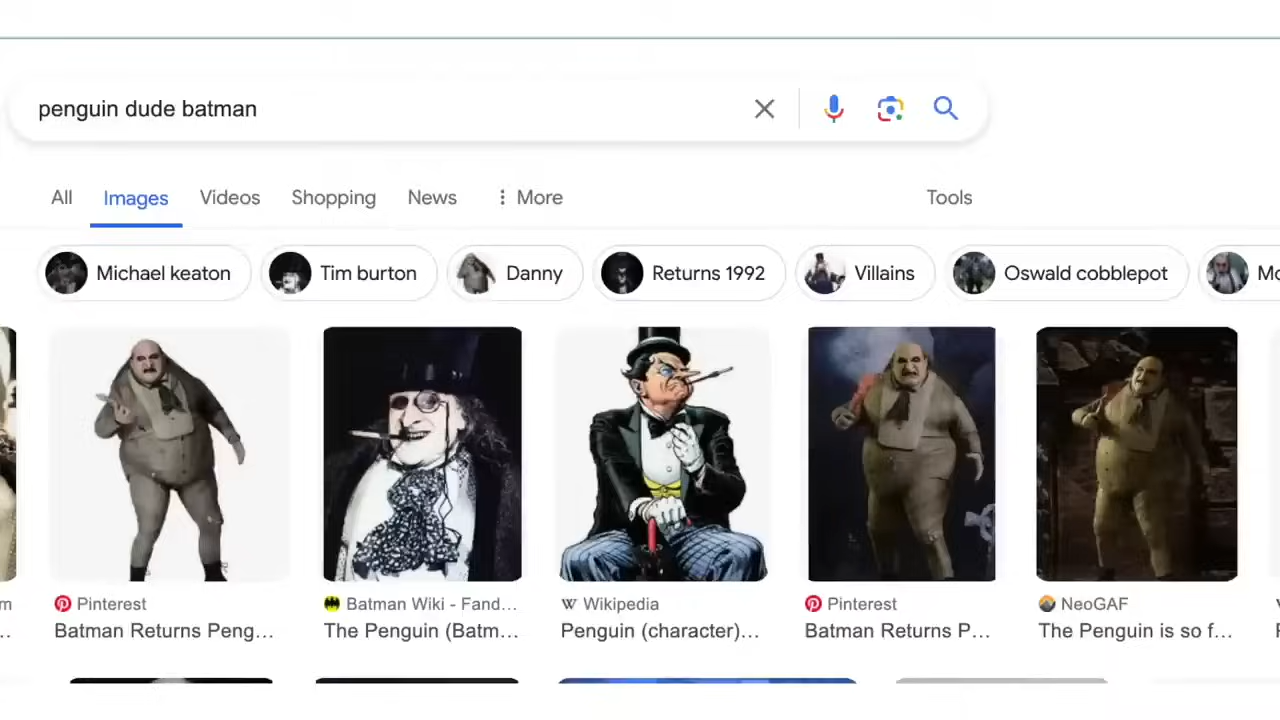 penguin dude batman
All Images Videos Shopping News More Tools
Michael keaton Tim burton Danny Returns 1992 Villains Oswald cobblepot
m Pinterest Batman Wiki - Fand... W Wikipedia Pinterest NeoGAF
Batman Returns Peng... The Penguin (Batm... Penguin (character)... Batman Returns P... The Penguin is so f...